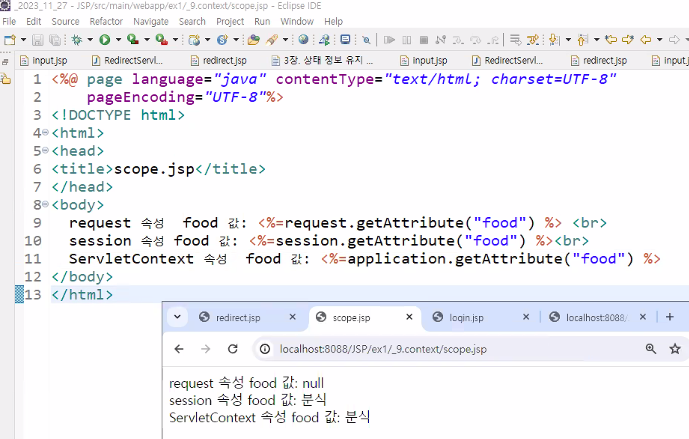 _2023_11_27 - JSP/src/main/webapp/ex1/_9.context/scope.jsp - Eclipse IDE
File Edit Source Refactor Navigate Search Project Run Window Help
input.jsp RedirectServl... redirect.jsp 3장. 상태 정보 유지 ... input.jsp RedirectServl... redirect.jsp input.jsp
1 <%@ page language="java" contentType="text/html; charset=UTF-8"
2 pageEncoding="UTF-8"%>
3 <!DOCTYPE html>
4 <html>
5 <head>
6 <title>scope.jsp</title>
7 </head>
8 <body>
9 request 속성 food 값: <%=request.getAttribute("food") %> <br>
10 session 속성 food 값: <%=session.getAttribute("food") %><br>
11 ServletContext 속성 food 값: <%=application.getAttribute("food") %>
12 </body>
13 </html>
redirect.jsp scope.jsp login.jsp localhost:8088/
localhost:8088/JSP/ex1/_9.context/scope.jsp
request 속성 food 값: null
session 속성 food 값: 분식
ServletContext 속성 food 값: 분식